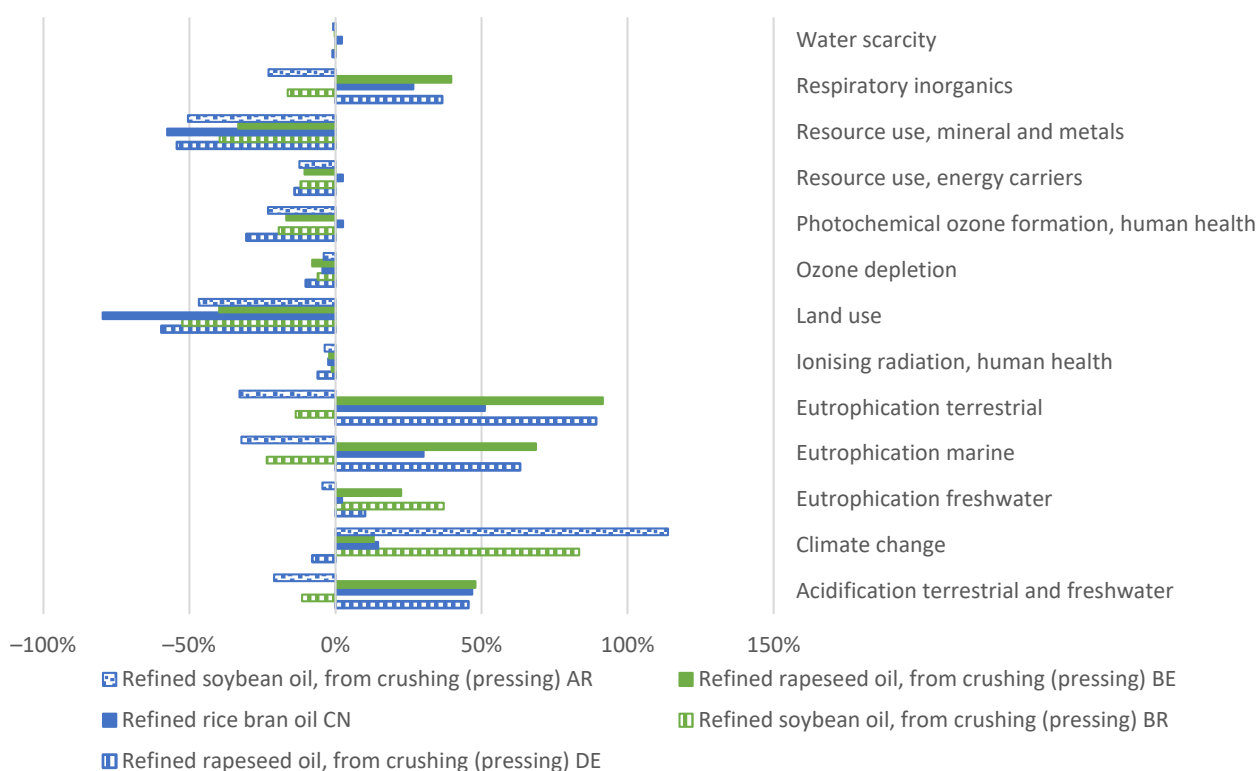 Water scarcity
Respiratory inorganics
Resource use, mineral and metals
Resource use, energy carriers
Photochemical ozone formation, human health
Ozone depletion
Land use
Ionising radiation, human health
Eutrophication terrestrial
Eutrophication marine
Eutrophication freshwater
Climate change
Acidification terrestrial and freshwater
–100% –50% 0% 50% 100% 150%
Refined soybean oil, from crushing (pressing) AR Refined rapeseed oil, from crushing (pressing) BE
Refined rice bran oil CN Refined soybean oil, from crushing (pressing) BR
Refined rapeseed oil, from crushing (pressing) DE